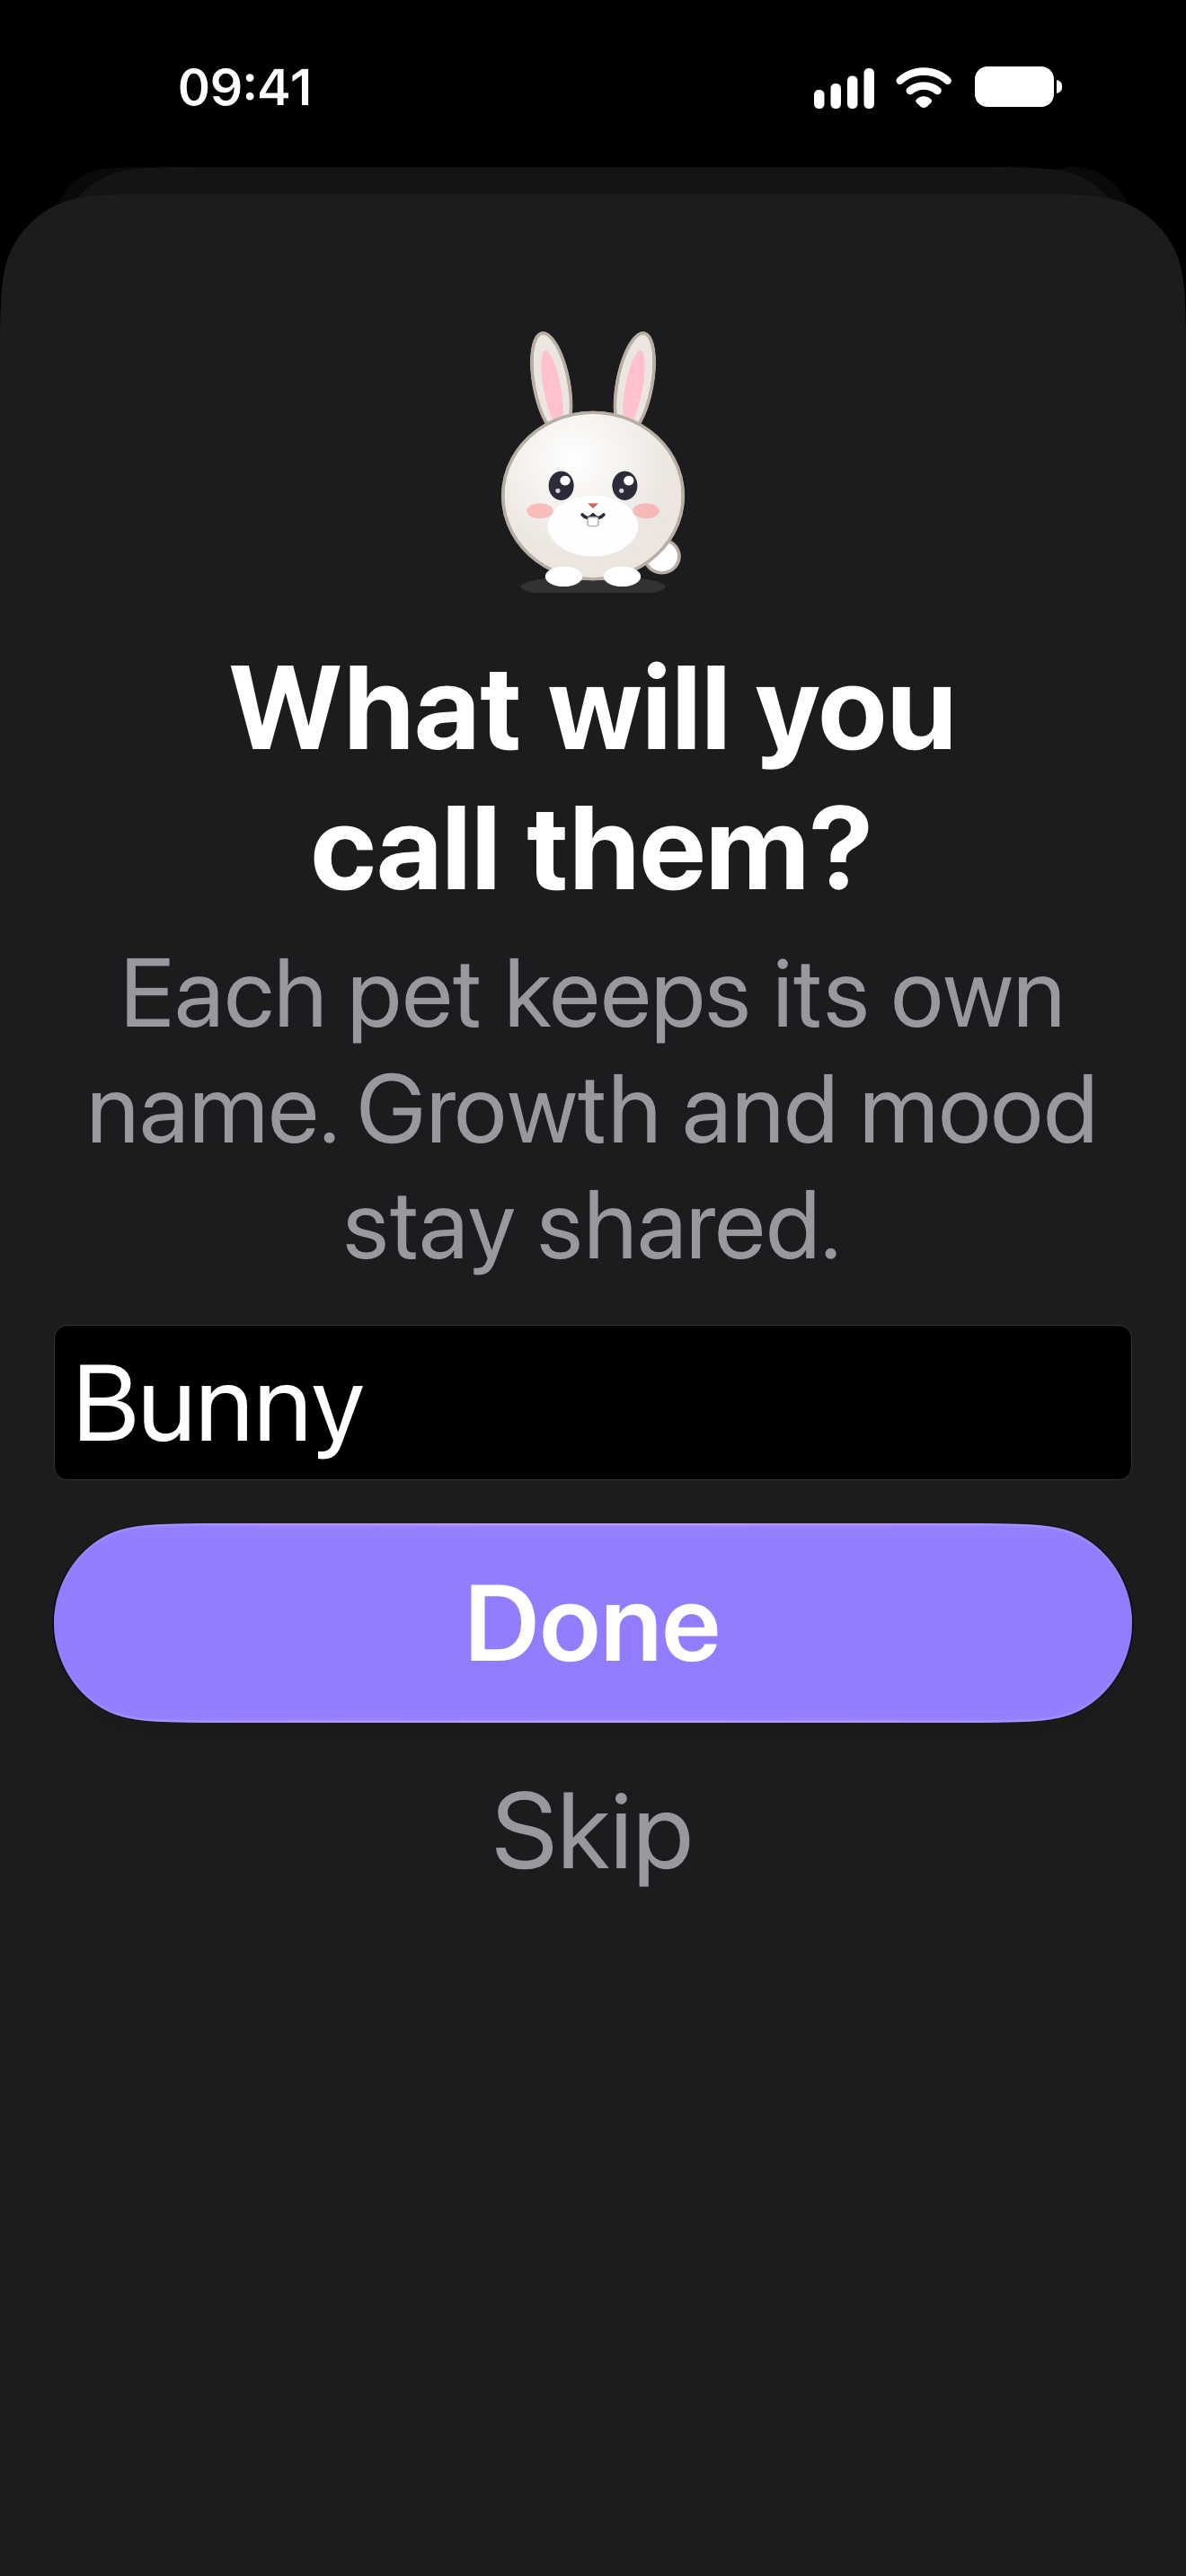 09:41
What will you
call them?
Each pet keeps its own
name. Growth and mood
stay shared.
Bunny
Done
Skip